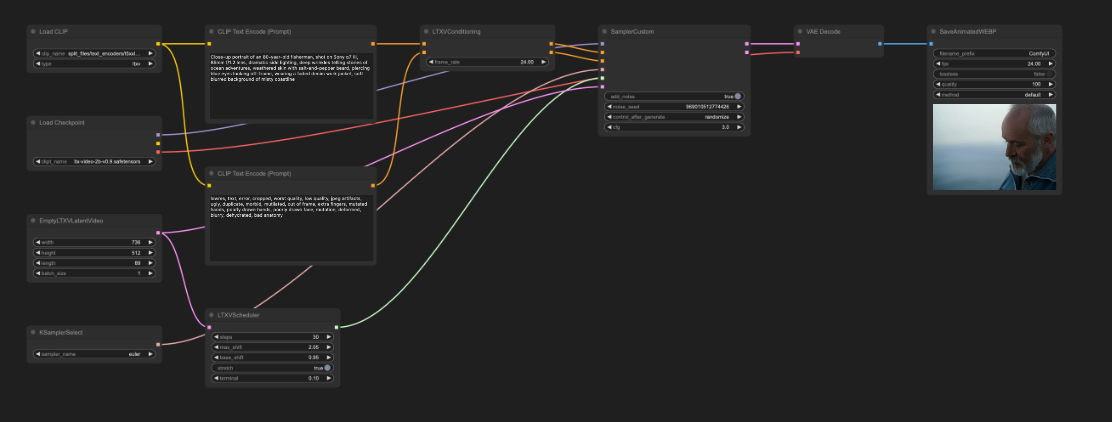 Load CLIP
clip_name split_files/text_encoders/t5xxl...
type ltxv
Load Checkpoint
ckpt_name ltx-video-2b-v0.9.safetensors
EmptyLTXVLatentVideo
width 736
height 512
length
batch_size 1
KSamplerSelect
sampler_name euler
CLIP Text Encode (Prompt)
Close-up portrait of an 80-year-old fisherman, shot on Sony a7 III,
85mm f/1.2 lens, dramatic side lighting, deep wrinkles telling stories of
ocean adventures, weathered skin with salt-and-pepper beard, piercing
blue eyes looking off frame, wearing a faded denim work jacket, soft
blurred background of misty coastline
CLIP Text Encode (Prompt)
lowres, text, error, cropped, worst quality, low quality, jpeg artifacts,
ugly, duplicate, morbid, mutilated, out of frame, extra fingers, mutated
hands, poorly drawn hands, poorly drawn face, mutation, deformed,
blurry, dehydrated, bad anatomy
LTXVScheduler
steps 30
max_shift 2.05
base_shift 0.95
stretch true
terminal 0.10
LTXVConditioning
frame_rate 24.00
SamplerCustom
add_noise true
noise_seed
control_after_generate randomize
cfg 3.0
VAE Decode
SaveAnimatedWEBP
filename_prefix ComfyUI
fps 24.00
lossless false
quality 100
method default